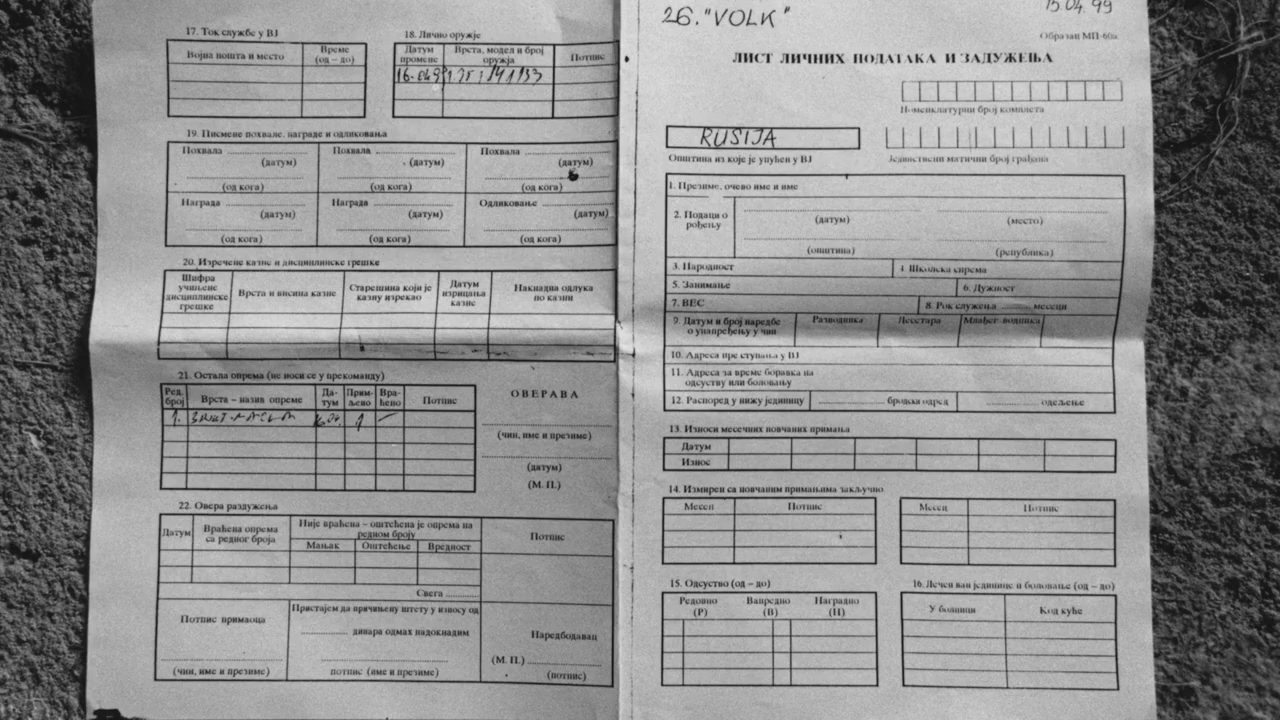 17. Ток службе у ВЈ
Војна пошта и место
Време
(од – до)
18. Лично оружје
Датум
промене
Врста, модел и број
оружја
Потпис
19. Писмене похвале, награде и одликовања
Похвала
(датум)
(од кога)
Похвала
(датум)
(од кога)
Похвала
(датум)
(од кога)
Награда
(датум)
(од кога)
Награда
(датум)
(од кога)
Одликовање
(датум)
(од кога)
20. Изречене казне и дисциплинске грешке
Шифра
учињене
дисциплинске
грешке
Врста и висина казне
Старешина који је
казну изрекао
Датум
изрицања
казне
Накнадна одлука
по казни
21. Остала опрема (не носи се у прекоманду)
Ред.
број
Врста – назив опреме
Да-
тум
Прим-
љено
Вра-
ћено
Потпис
1.
1
ОВЕРАВА
(чин, име и презиме)
(датум)
(М. П.)
22. Овера раздужења
Датум
Враћена опрема
са редног броја
Није враћена – оштећена је опрема на
редном броју
Мањак
Оштећење
Вредност
Потпис
Свега
Потпис примаоца
(чин, име и презиме)
Пристајем да причињену штету у износу од
динара одмах надокнадим
потпис (име и презиме)
Наредбодавац
(М. П.)
(потпис)
26. "VOLK"
15.04.99
Образац МП-60а
ЛИСТ ЛИЧНИХ ПОДАТАКА И ЗАДУЖЕЊА
Номенклатурни број комплета
RUSIJA
Општина из које је упућен у ВЈ
Јединствени матични број грађана
1. Презиме, очево име и име
2. Подаци о
рођењу
(датум)
(место)
(општина)
(република)
3. Народност
4. Школска спрема
5. Занимање
6. Дужност
7. ВЕС
8. Рок служења
месеци
9. Датум и број наредбе
о унапређењу у чин
Разводника
Десетара
Млађег водника
10. Адреса пре ступања у ВЈ
11. Адреса за време боравка на
одсуству или боловању
12. Распоред у нижу јединицу
бродски одред
одељење
13. Износи месечних новчаних примања
Датум
Износ
14. Измирен са новчаним примањима закључно
Месец
Потпис
Месец
Потпис
15. Одсуство (од – до)
Редовно
(Р)
Ванредно
(В)
Наградно
(Н)
16. Лечен ван јединице и боловање (од – до)
У болници
Код куће